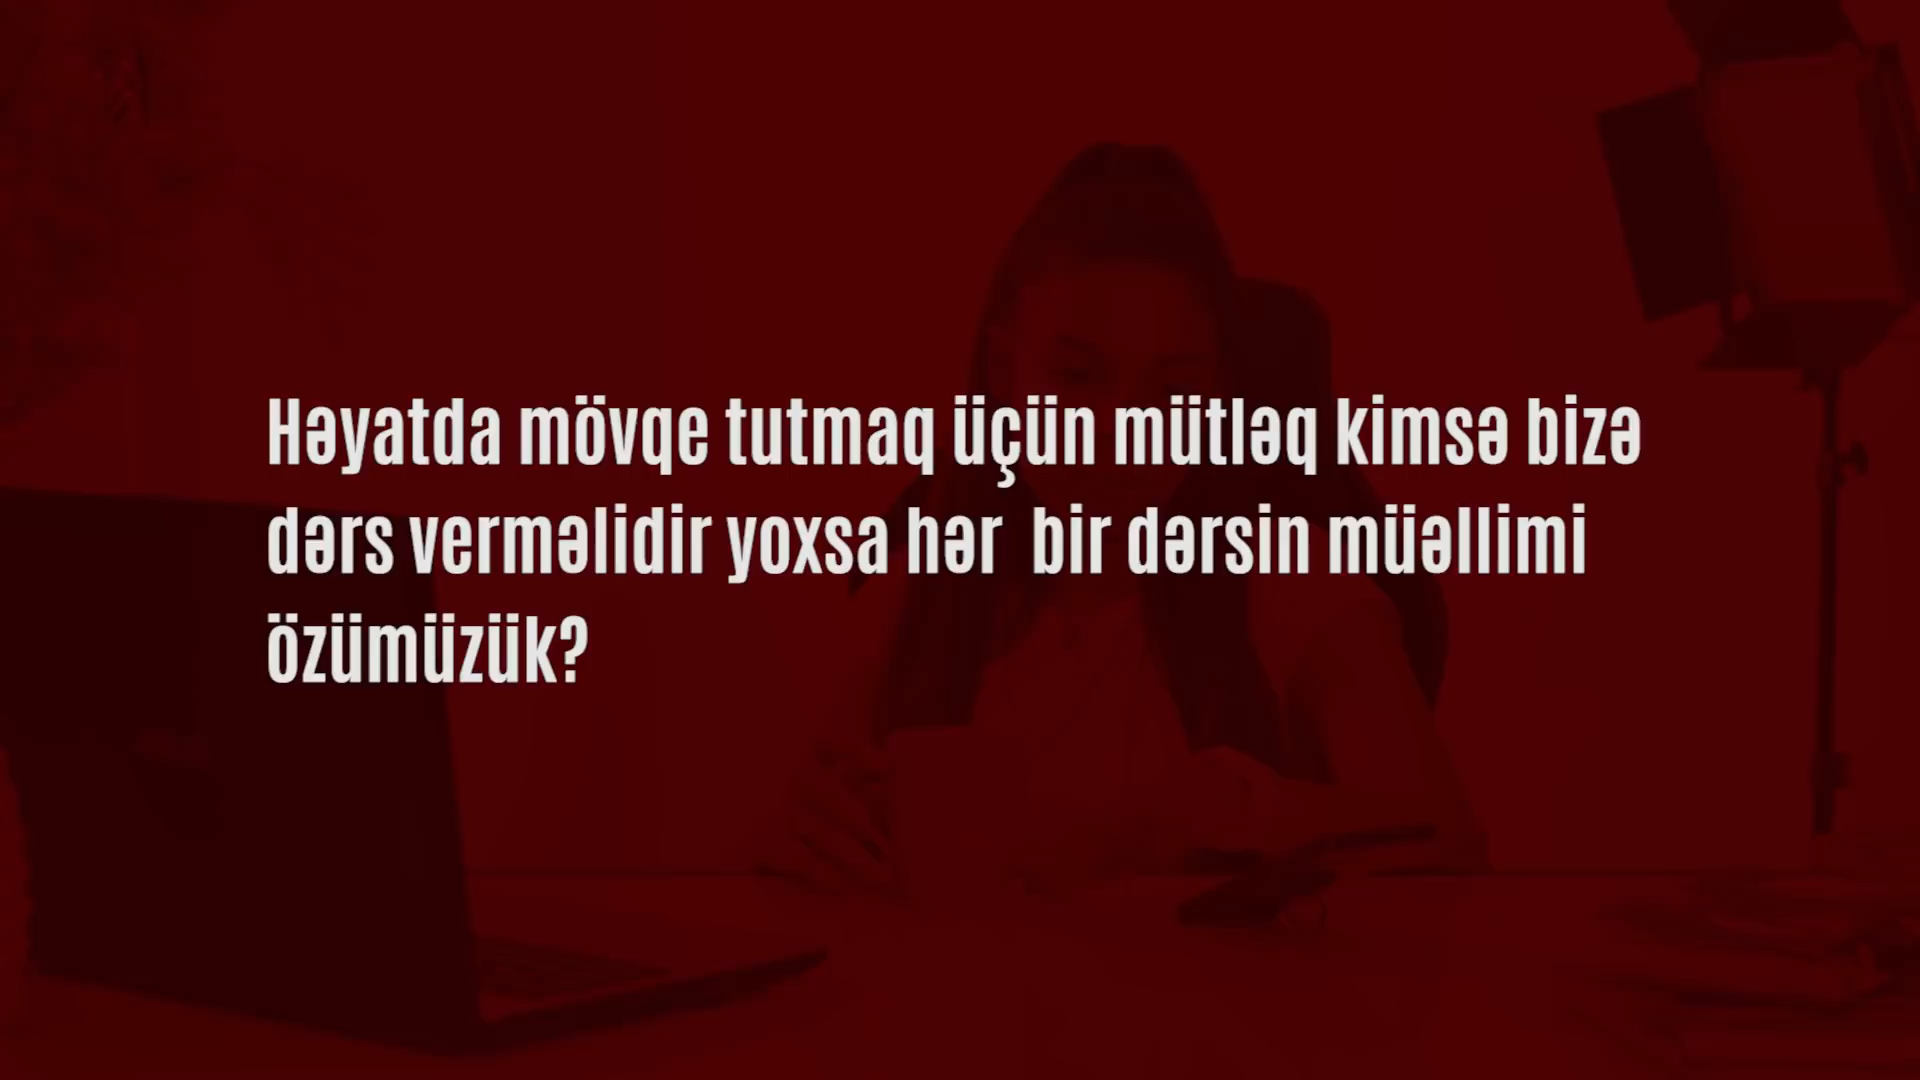 Həyatda mövqe tutmaq üçün mütləq kimsə bizə
dərs verməlidir yoxsa hər  bir dərsin müəllimi
özümüzük?